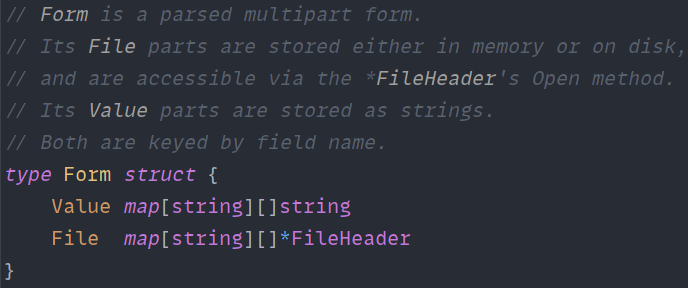 // Form is a parsed multipart form.
// Its File parts are stored either in memory or on disk,
// and are accessible via the *FileHeader's Open method.
// Its Value parts are stored as strings.
// Both are keyed by field name.
type Form struct {
    Value map[string][]string
    File  map[string][]*FileHeader
}